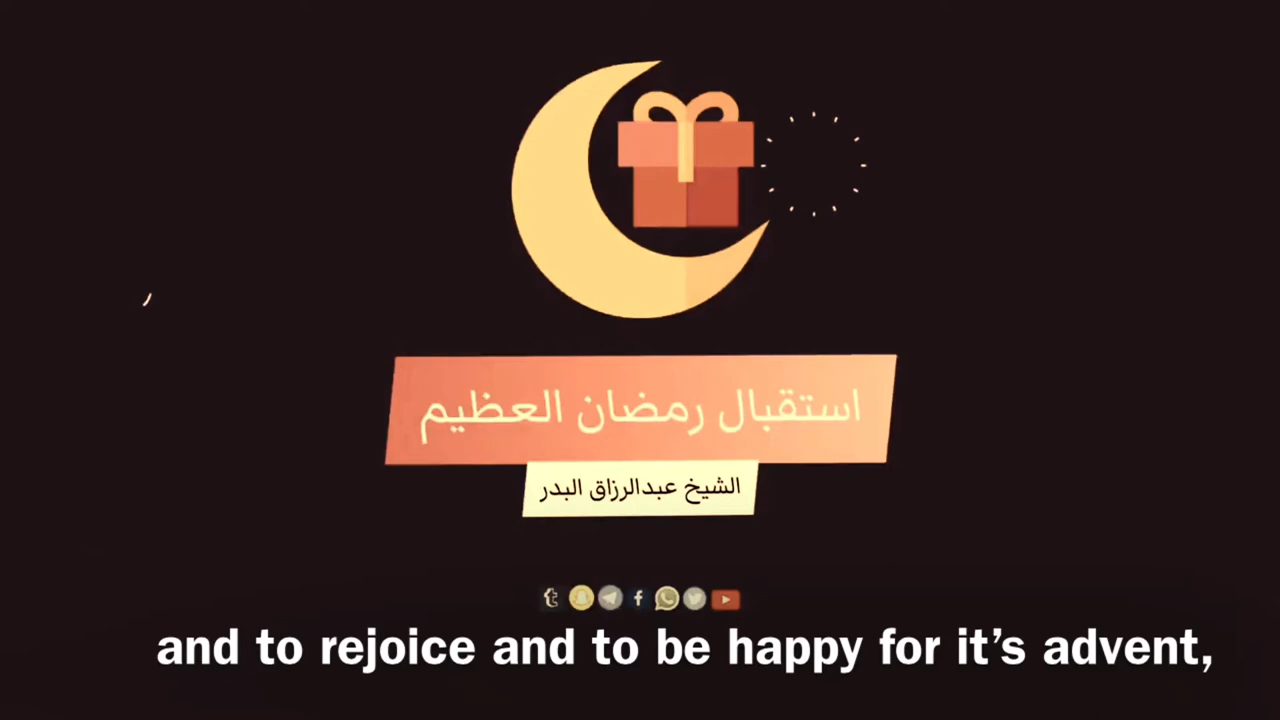 استقبال رمضان العظيم
الشيخ عبدالرزاق البدر
and to rejoice and to be happy for it’s advent,